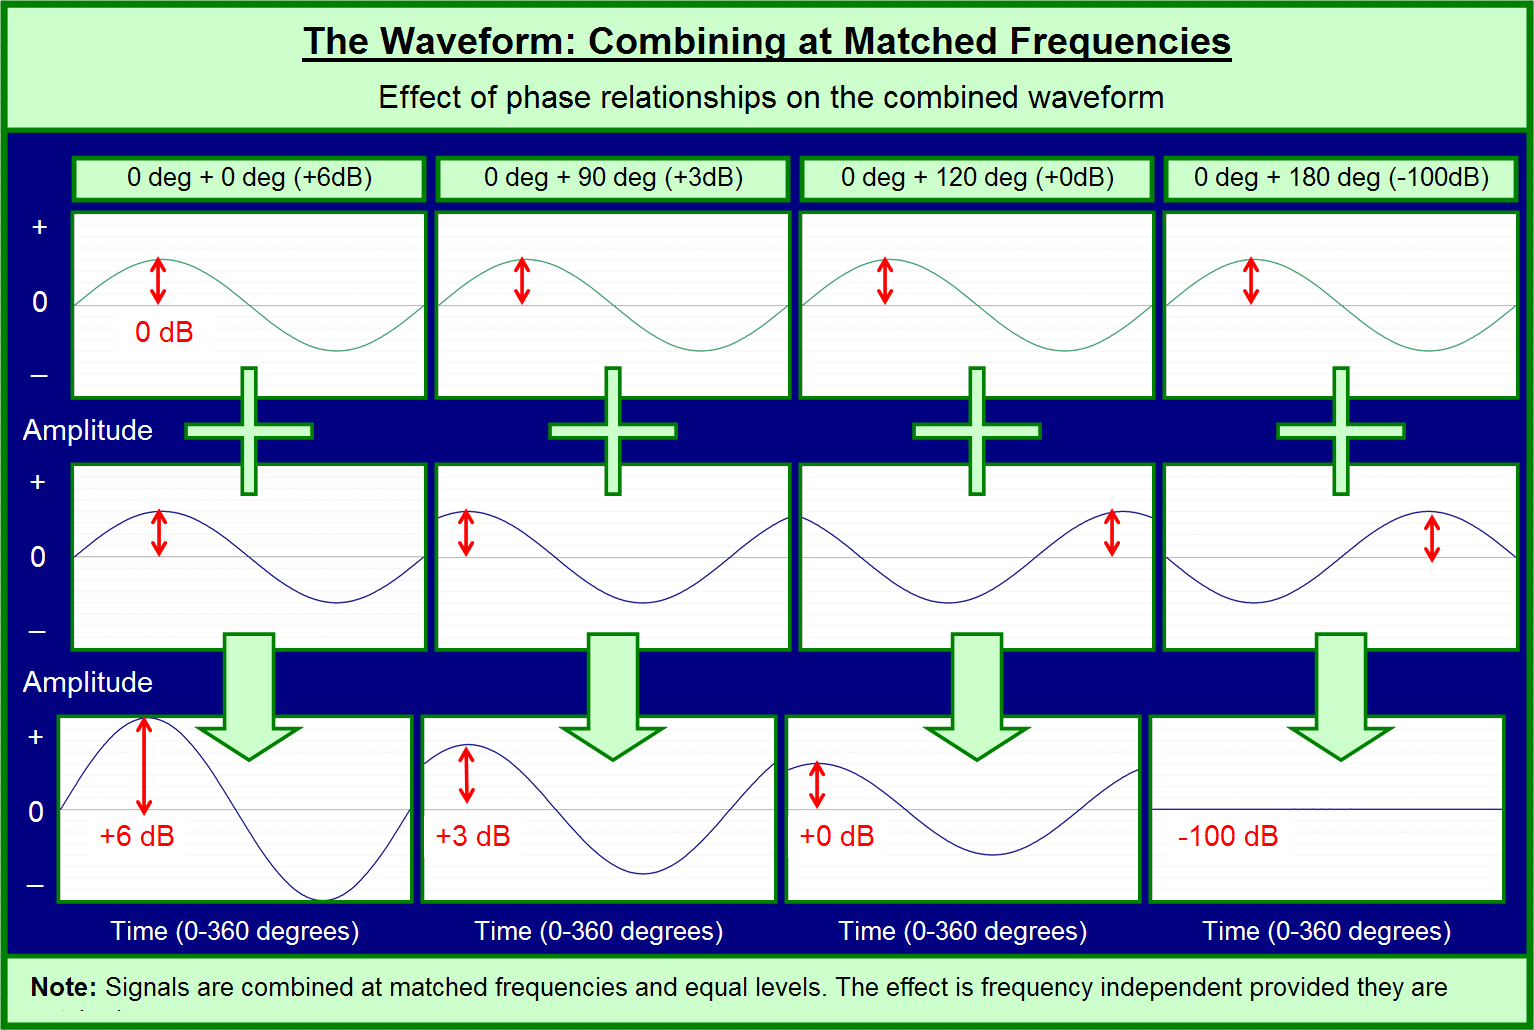 The Waveform: Combining at Matched Frequencies
Effect of phase relationships on the combined waveform
0 deg + 0 deg (+6dB)
0 deg + 90 deg (+3dB)
0 deg + 120 deg (+0dB)
0 deg + 180 deg (-100dB)
+
0
0 dB
–
Amplitude
+
0
–
Amplitude
+
0
+6 dB
+3 dB
+0 dB
-100 dB
–
Time (0-360 degrees)
Time (0-360 degrees)
Time (0-360 degrees)
Time (0-360 degrees)
Note: Signals are combined at matched frequencies and equal levels. The effect is frequency independent provided they are